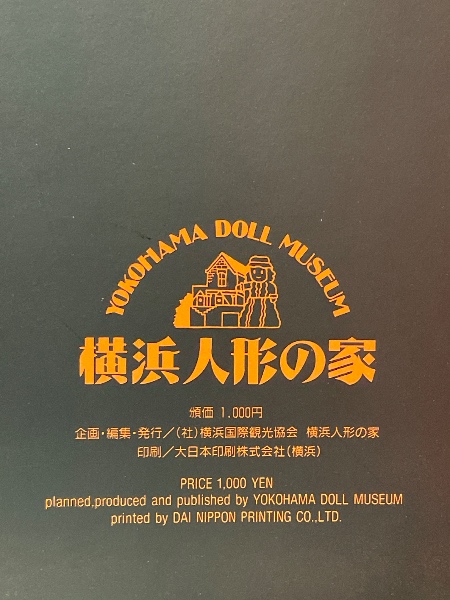 YOKOHAMA DOLL MUSEUM
横浜人形の家
頒価 1,000円
企画・編集・発行／(社)横浜国際観光協会 横浜人形の家
印刷／大日本印刷株式会社(横浜)
PRICE 1,000 YEN
planned,produced and published by YOKOHAMA DOLL MUSEUM
printed by DAI NIPPON PRINTING CO.,LTD.